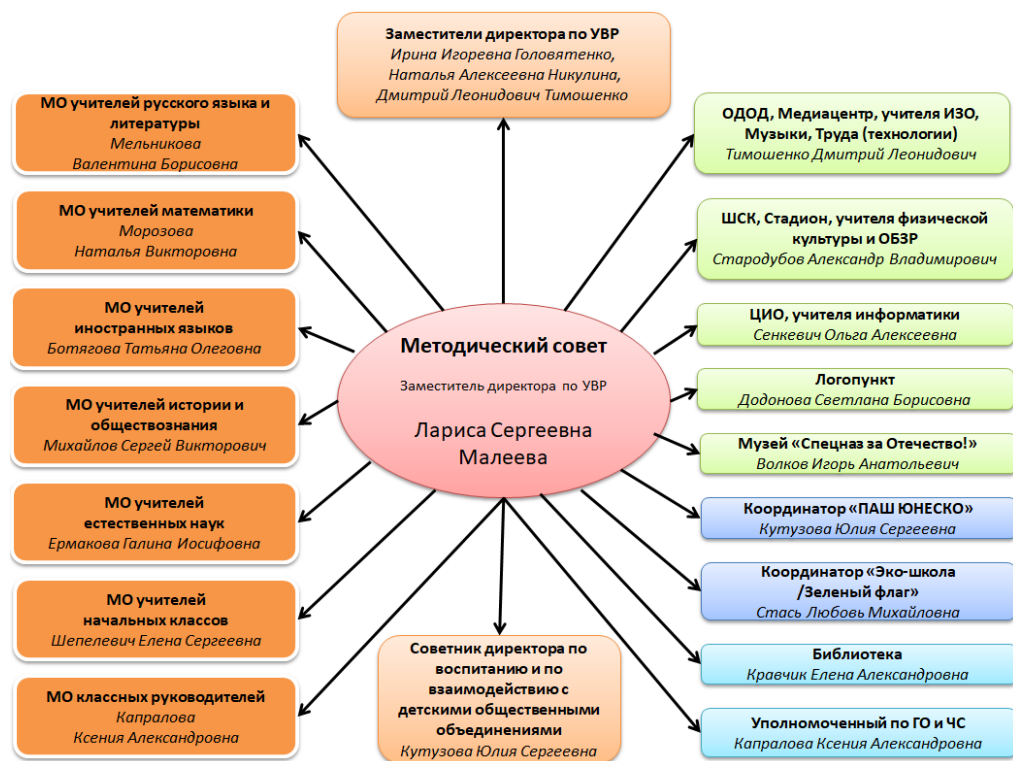 Заместители директора по УВР
Ирина Игоревна Головятенко,
Наталья Алексеевна Никулина,
Дмитрий Леонидович Тимошенко
МО учителей русского языка и
литературы
Мельникова
Валентина Борисовна
МО учителей математики
Морозова
Наталья Викторовна
МО учителей
иностранных языков
Ботягова Татьяна Олеговна
МО учителей истории и
обществознания
Михайлов Сергей Викторович
МО учителей
естественных наук
Ермакова Галина Иосифовна
МО учителей
начальных классов
Шепелевич Елена Сергеевна
МО классных руководителей
Капралова
Ксения Александровна
Методический совет
Заместитель директора по УВР
Лариса Сергеевна
Малеева
Советник директора по
воспитанию и по
взаимодействию с
детскими общественными
объединениями
Кутузова Юлия Сергеевна
ОДОД, Медиацентр, учителя ИЗО,
Музыки, Труда (технологии)
Тимошенко Дмитрий Леонидович
ШСК, Стадион, учителя физической
культуры и ОБЗР
Стародубов Александр Владимирович
ЦИО, учителя информатики
Сенкевич Ольга Алексеевна
Логопункт
Додонова Светлана Борисовна
Музей «Спецназ за Отечество!»
Волков Игорь Анатольевич
Координатор «ПАШ ЮНЕСКО»
Кутузова Юлия Сергеевна
Координатор «Эко-школа
/Зеленый флаг»
Стась Любовь Михайловна
Библиотека
Кравчик Елена Александровна
Уполномоченный по ГО и ЧС
Капралова Ксения Александровна